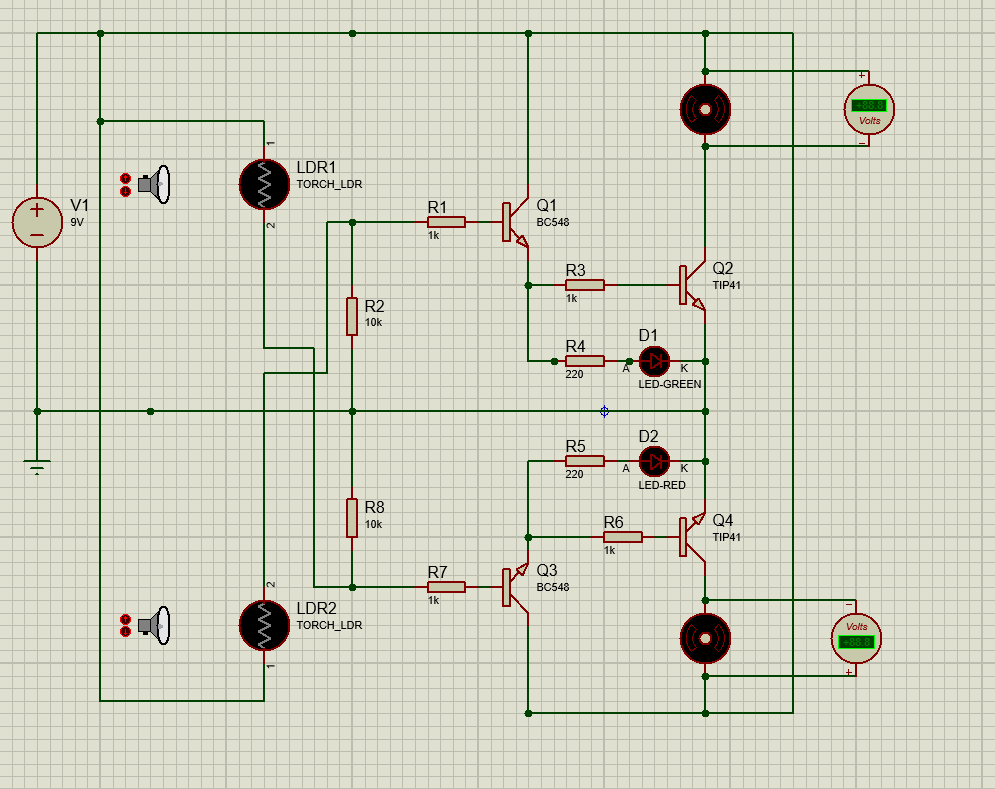 +
+88.8
Volts
−
1
LDR1
TORCH_LDR
2
V1
9V
+
−
R1
1k
Q1
BC548
R2
10k
R3
1k
Q2
TIP41
R4
220
A
D1
K
LED-GREEN
R5
220
A
D2
K
LED-RED
R8
10k
R6
1k
Q4
TIP41
R7
1k
Q3
BC548
2
LDR2
TORCH_LDR
1
−
Volts
+88.8
+